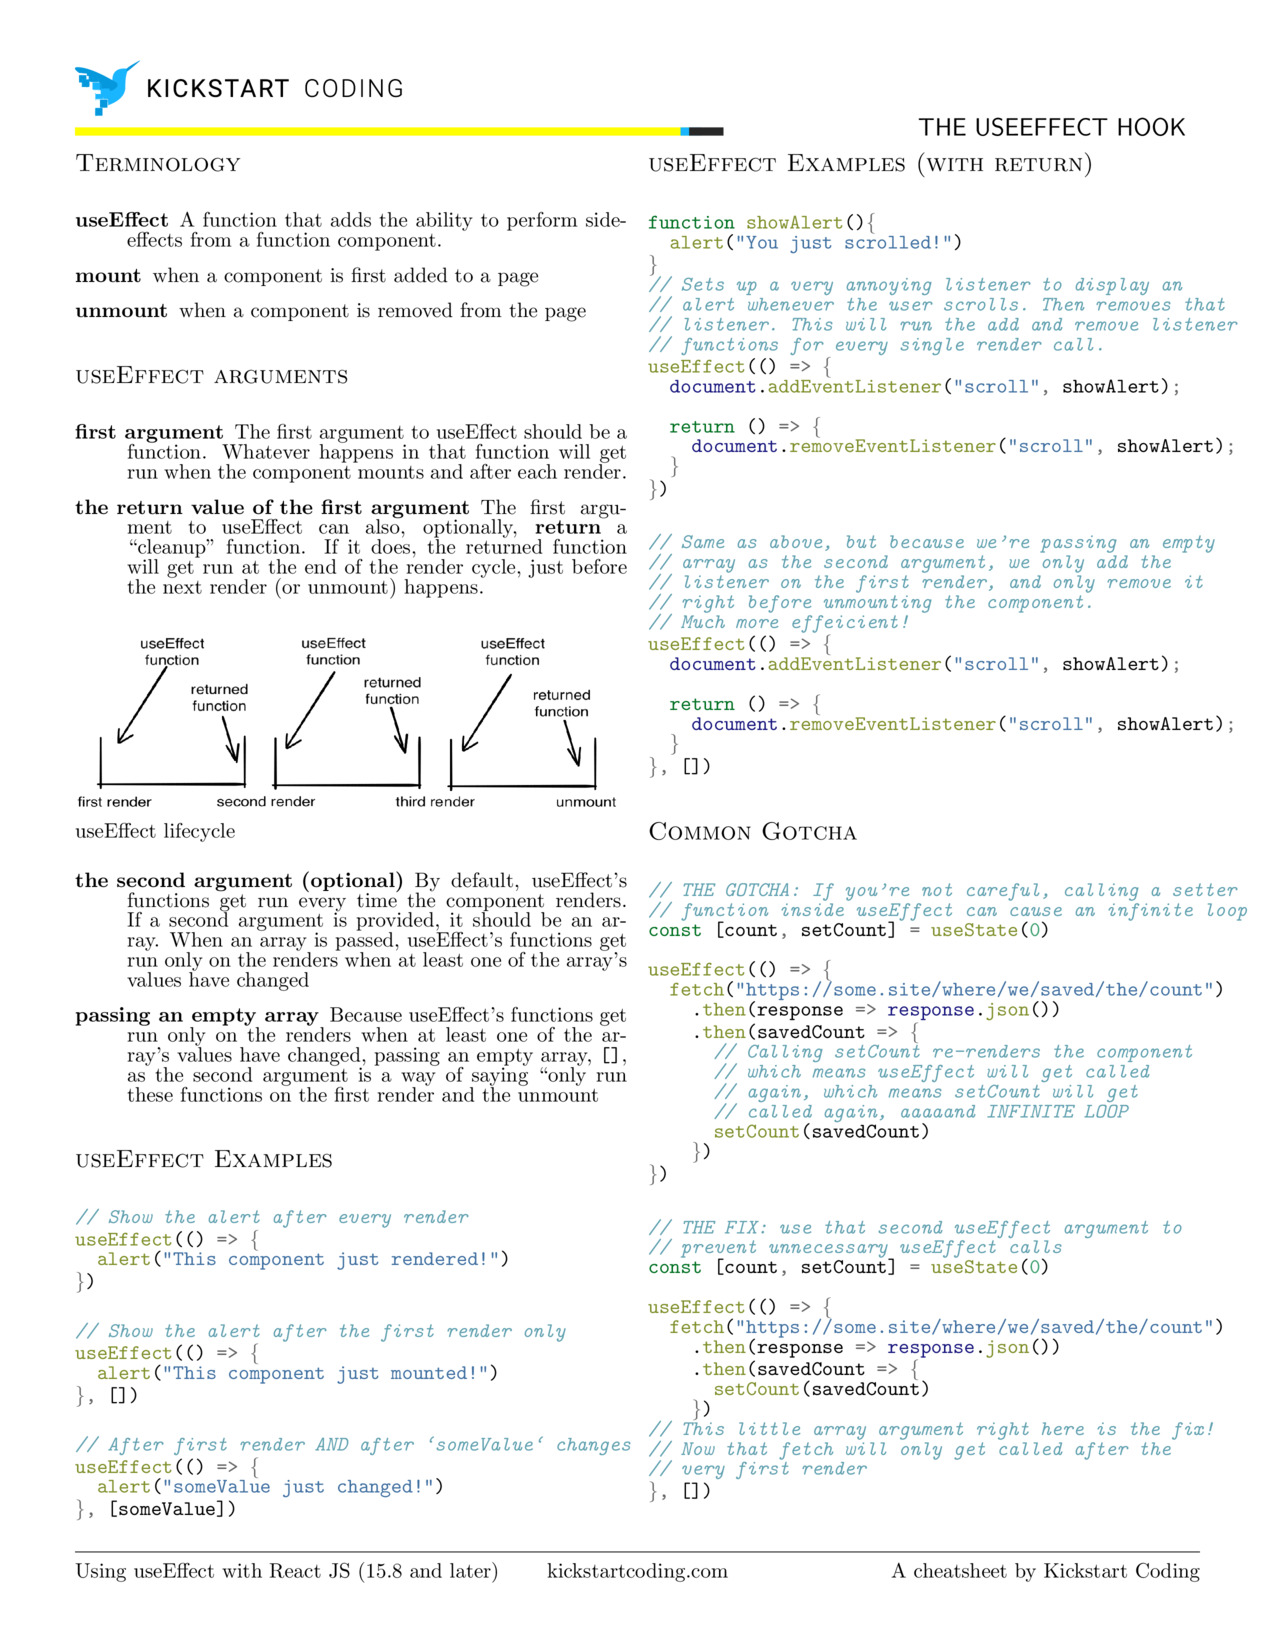 KICKSTART CODING
THE USEEFFECT HOOK
Terminology
useEffect A function that adds the ability to perform side-
effects from a function component.
mount when a component is first added to a page
unmount when a component is removed from the page
useEffect arguments
first argument The first argument to useEffect should be a
function. Whatever happens in that function will get
run when the component mounts and after each render.
the return value of the first argument The first argu-
ment to useEffect can also, optionally, return a
“cleanup” function. If it does, the returned function
will get run at the end of the render cycle, just before
the next render (or unmount) happens.
useEffect
function
returned
function
useEffect
function
returned
function
useEffect
function
returned
function
first render
second render
third render
unmount
useEffect lifecycle
the second argument (optional) By default, useEffect’s
functions get run every time the component renders.
If a second argument is provided, it should be an ar-
ray. When an array is passed, useEffect’s functions get
run only on the renders when at least one of the array’s
values have changed
passing an empty array Because useEffect’s functions get
run only on the renders when at least one of the ar-
ray’s values have changed, passing an empty array, [],
as the second argument is a way of saying “only run
these functions on the first render and the unmount
useEffect Examples
// Show the alert after every render
useEffect(() => {
  alert("This component just rendered!")
})
// Show the alert after the first render only
useEffect(() => {
  alert("This component just mounted!")
}, [])
// After first render AND after ‘someValue‘ changes
useEffect(() => {
  alert("someValue just changed!")
}, [someValue])
useEffect Examples (with return)
function showAlert(){
  alert("You just scrolled!")
}
// Sets up a very annoying listener to display an
// alert whenever the user scrolls. Then removes that
// listener. This will run the add and remove listener
// functions for every single render call.
useEffect(() => {
  document.addEventListener("scroll", showAlert);
  return () => {
    document.removeEventListener("scroll", showAlert);
  }
})
// Same as above, but because we’re passing an empty
// array as the second argument, we only add the
// listener on the first render, and only remove it
// right before unmounting the component.
// Much more effeicient!
useEffect(() => {
  document.addEventListener("scroll", showAlert);
  return () => {
    document.removeEventListener("scroll", showAlert);
  }
}, [])
Common Gotcha
// THE GOTCHA: If you’re not careful, calling a setter
// function inside useEffect can cause an infinite loop
const [count, setCount] = useState(0)
useEffect(() => {
  fetch("https://some.site/where/we/saved/the/count")
    .then(response => response.json())
    .then(savedCount => {
      // Calling setCount re-renders the component
      // which means useEffect will get called
      // again, which means setCount will get
      // called again, aaaaand INFINITE LOOP
      setCount(savedCount)
    })
})
// THE FIX: use that second useEffect argument to
// prevent unnecessary useEffect calls
const [count, setCount] = useState(0)
useEffect(() => {
  fetch("https://some.site/where/we/saved/the/count")
    .then(response => response.json())
    .then(savedCount => {
      setCount(savedCount)
    })
// This little array argument right here is the fix!
// Now that fetch will only get called after the
// very first render
}, [])
Using useEffect with React JS (15.8 and later)
kickstartcoding.com
A cheatsheet by Kickstart Coding